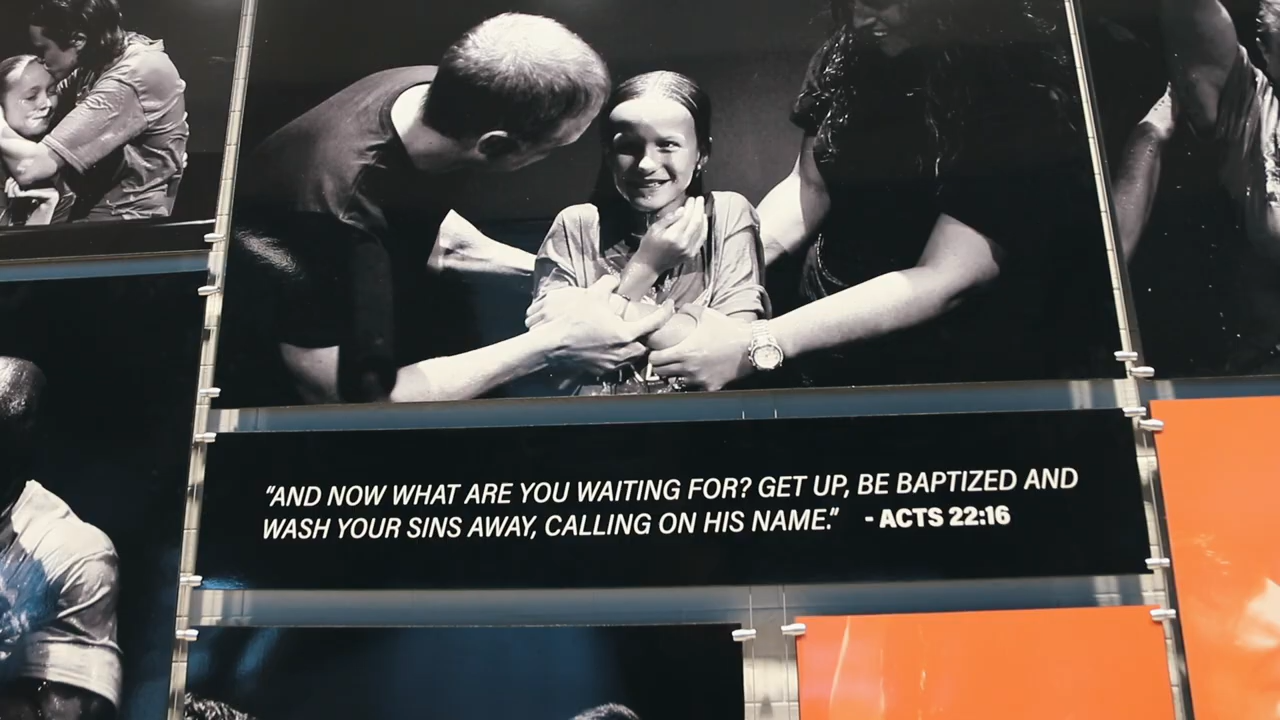 "AND NOW WHAT ARE YOU WAITING FOR? GET UP, BE BAPTIZED AND
WASH YOUR SINS AWAY, CALLING ON HIS NAME." - ACTS 22:16